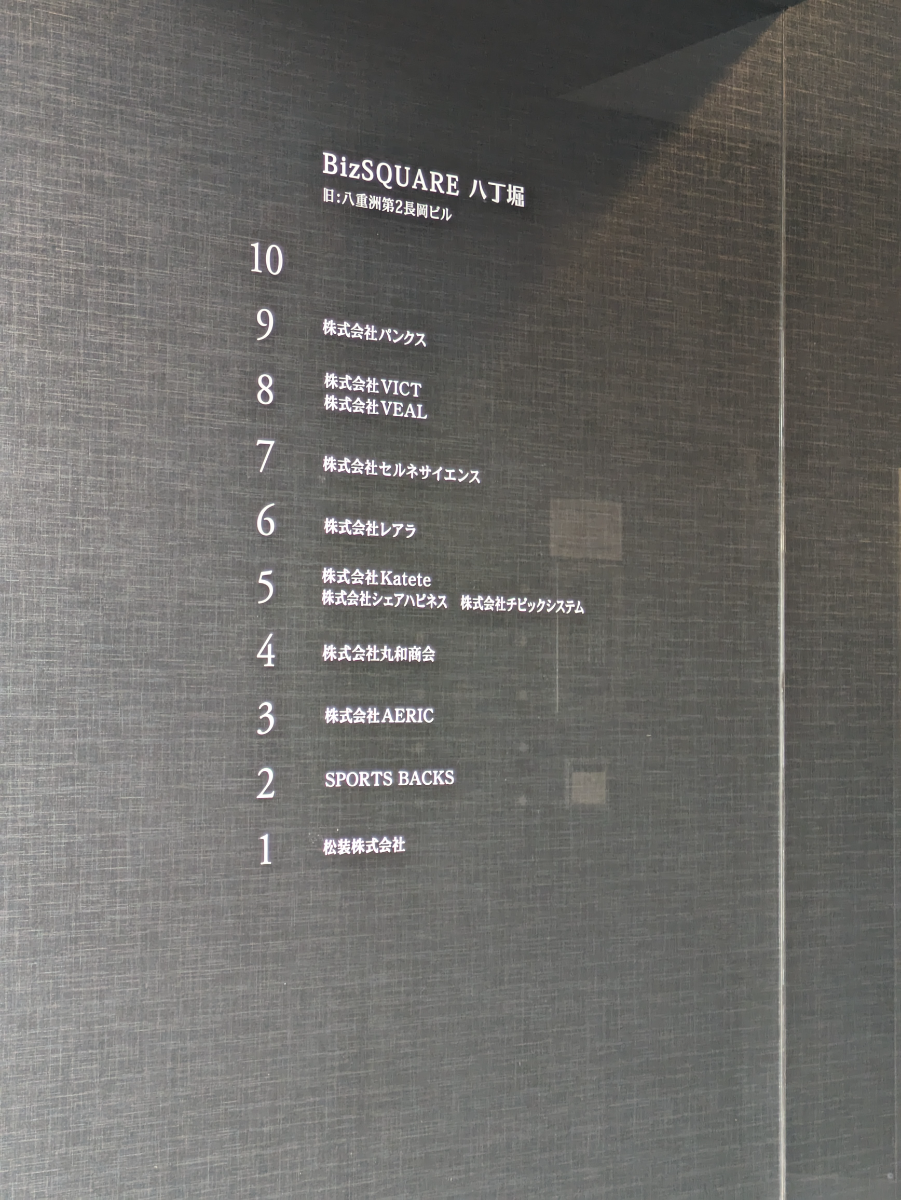 BizSQUARE 八丁堀
旧:八重洲第2長岡ビル
10
9 株式会社パンクス
8 株式会社VICT
株式会社VEAL
7 株式会社セルネサイエンス
6 株式会社レアラ
5 株式会社Katete
株式会社シェアハピネス 株式会社チピックシステム
4 株式会社丸和商会
3 株式会社AERIC
2 SPORTS BACKS
1 松装株式会社